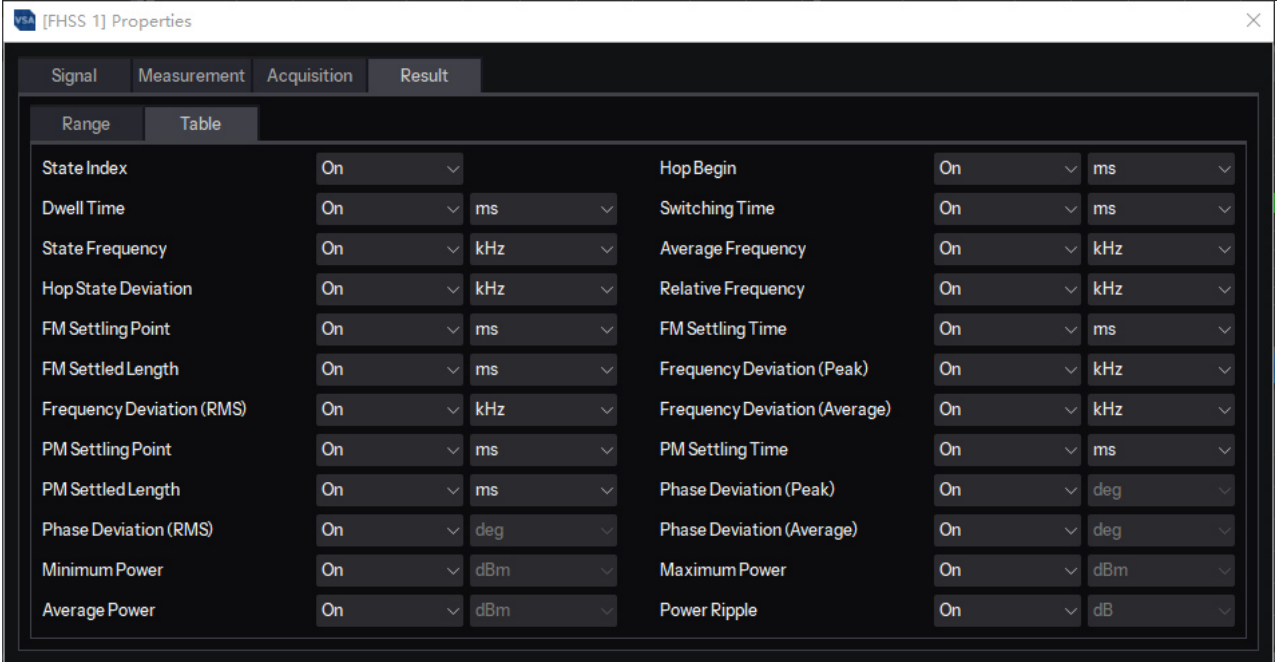 VSA [FHSS 1] Properties
Signal Measurement Acquisition Result
Range Table
State Index On Hop Begin On ms
Dwell Time On ms Switching Time On ms
State Frequency On kHz Average Frequency On kHz
Hop State Deviation On kHz Relative Frequency On kHz
FM Settling Point On ms FM Settling Time On ms
FM Settled Length On ms Frequency Deviation (Peak) On kHz
Frequency Deviation (RMS) On kHz Frequency Deviation (Average) On kHz
PM Settling Point On ms PM Settling Time On ms
PM Settled Length On ms Phase Deviation (Peak) On deg
Phase Deviation (RMS) On deg Phase Deviation (Average) On deg
Minimum Power On dBm Maximum Power On dBm
Average Power On dBm Power Ripple On dB